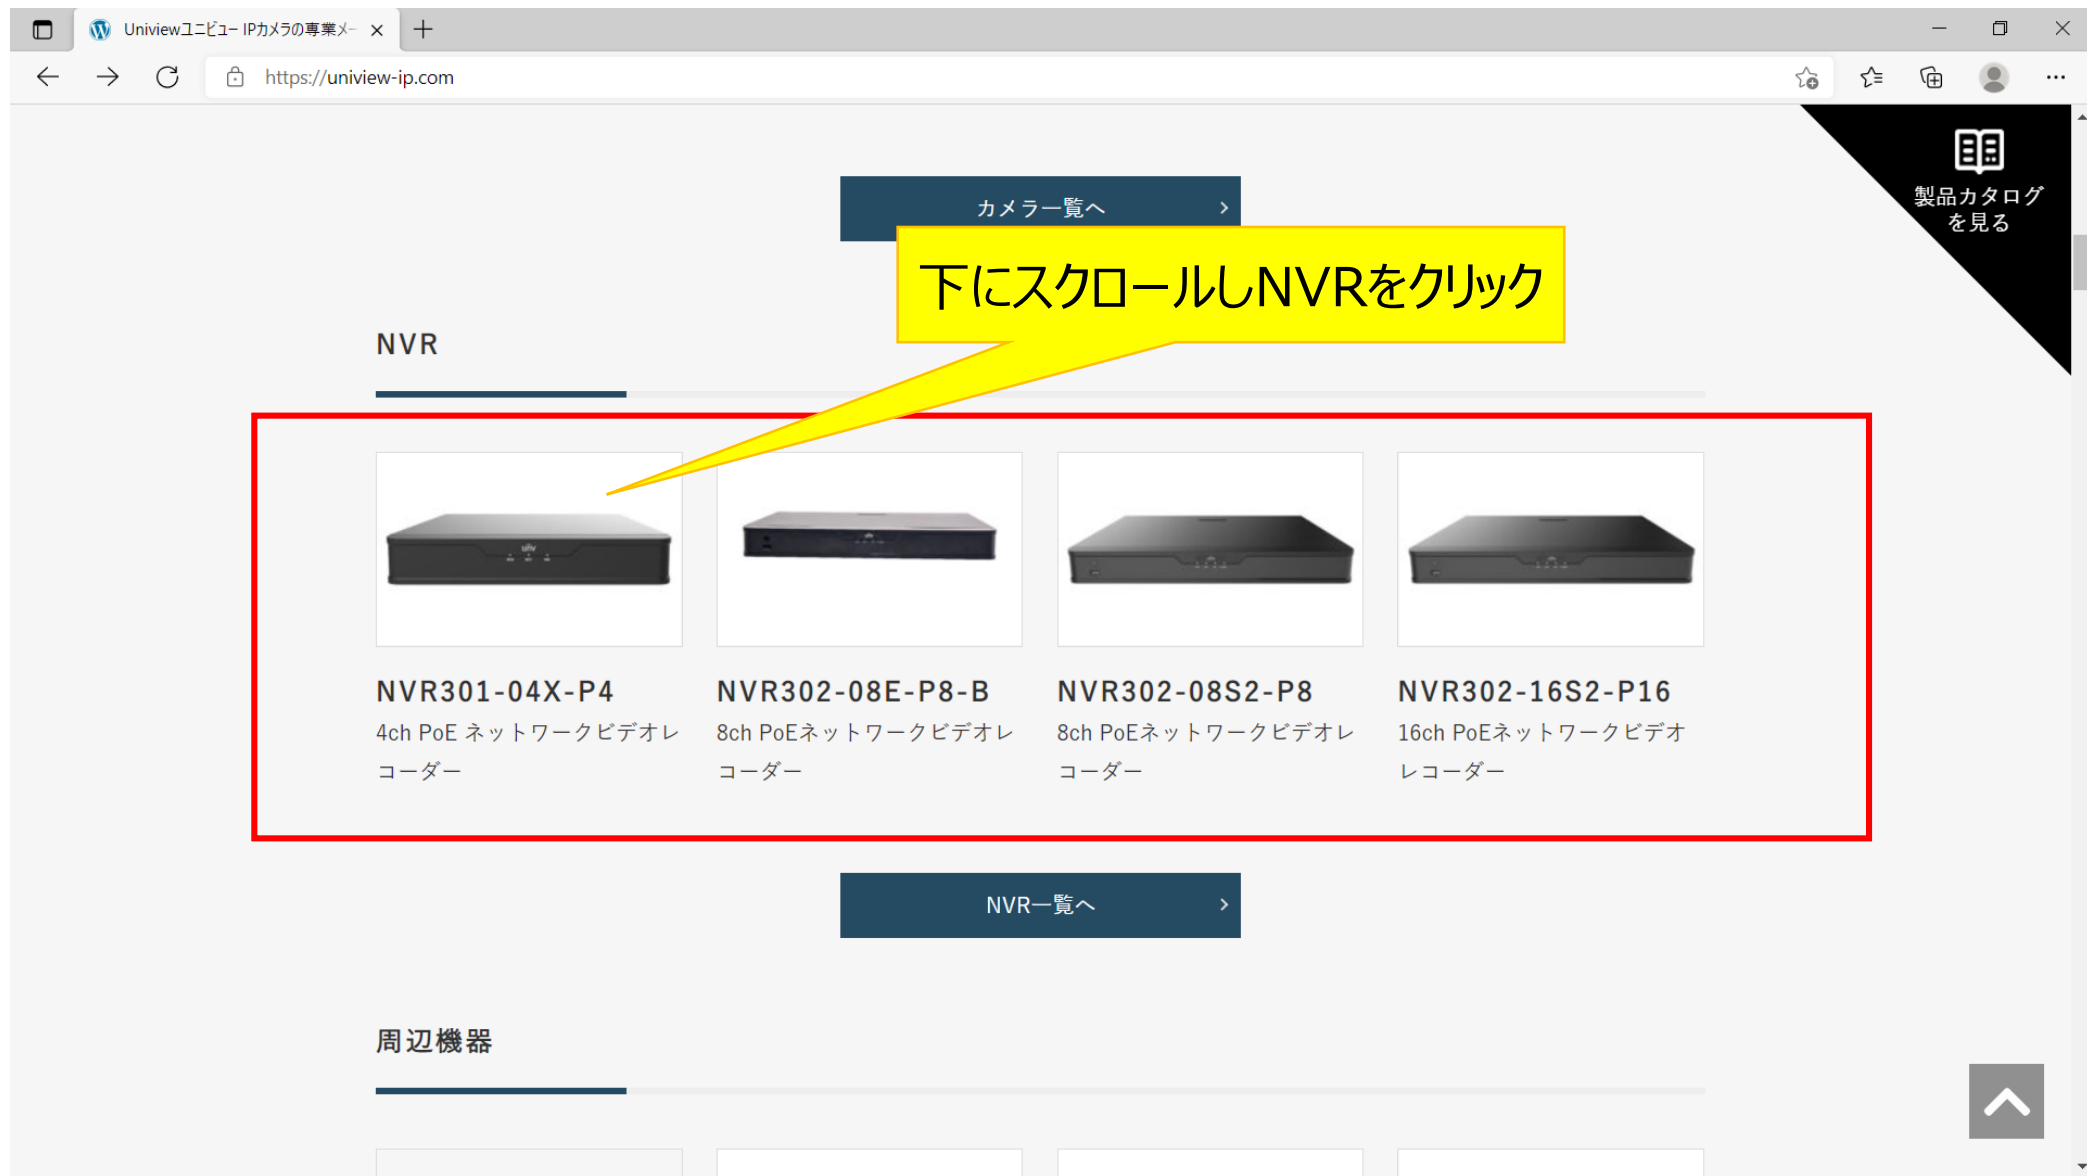 Univiewユニビュー IPカメラの専業メー
https://uniview-ip.com
製品カタログ
を見る
カメラ一覧へ
下にスクロールしNVRをクリック
NVR
unv
NVR301-04X-P4
4ch PoE ネットワークビデオレ
コーダー
NVR302-08E-P8-B
8ch PoEネットワークビデオレ
コーダー
NVR302-08S2-P8
8ch PoEネットワークビデオレ
コーダー
NVR302-16S2-P16
16ch PoEネットワークビデオ
レコーダー
NVR一覧へ
周辺機器